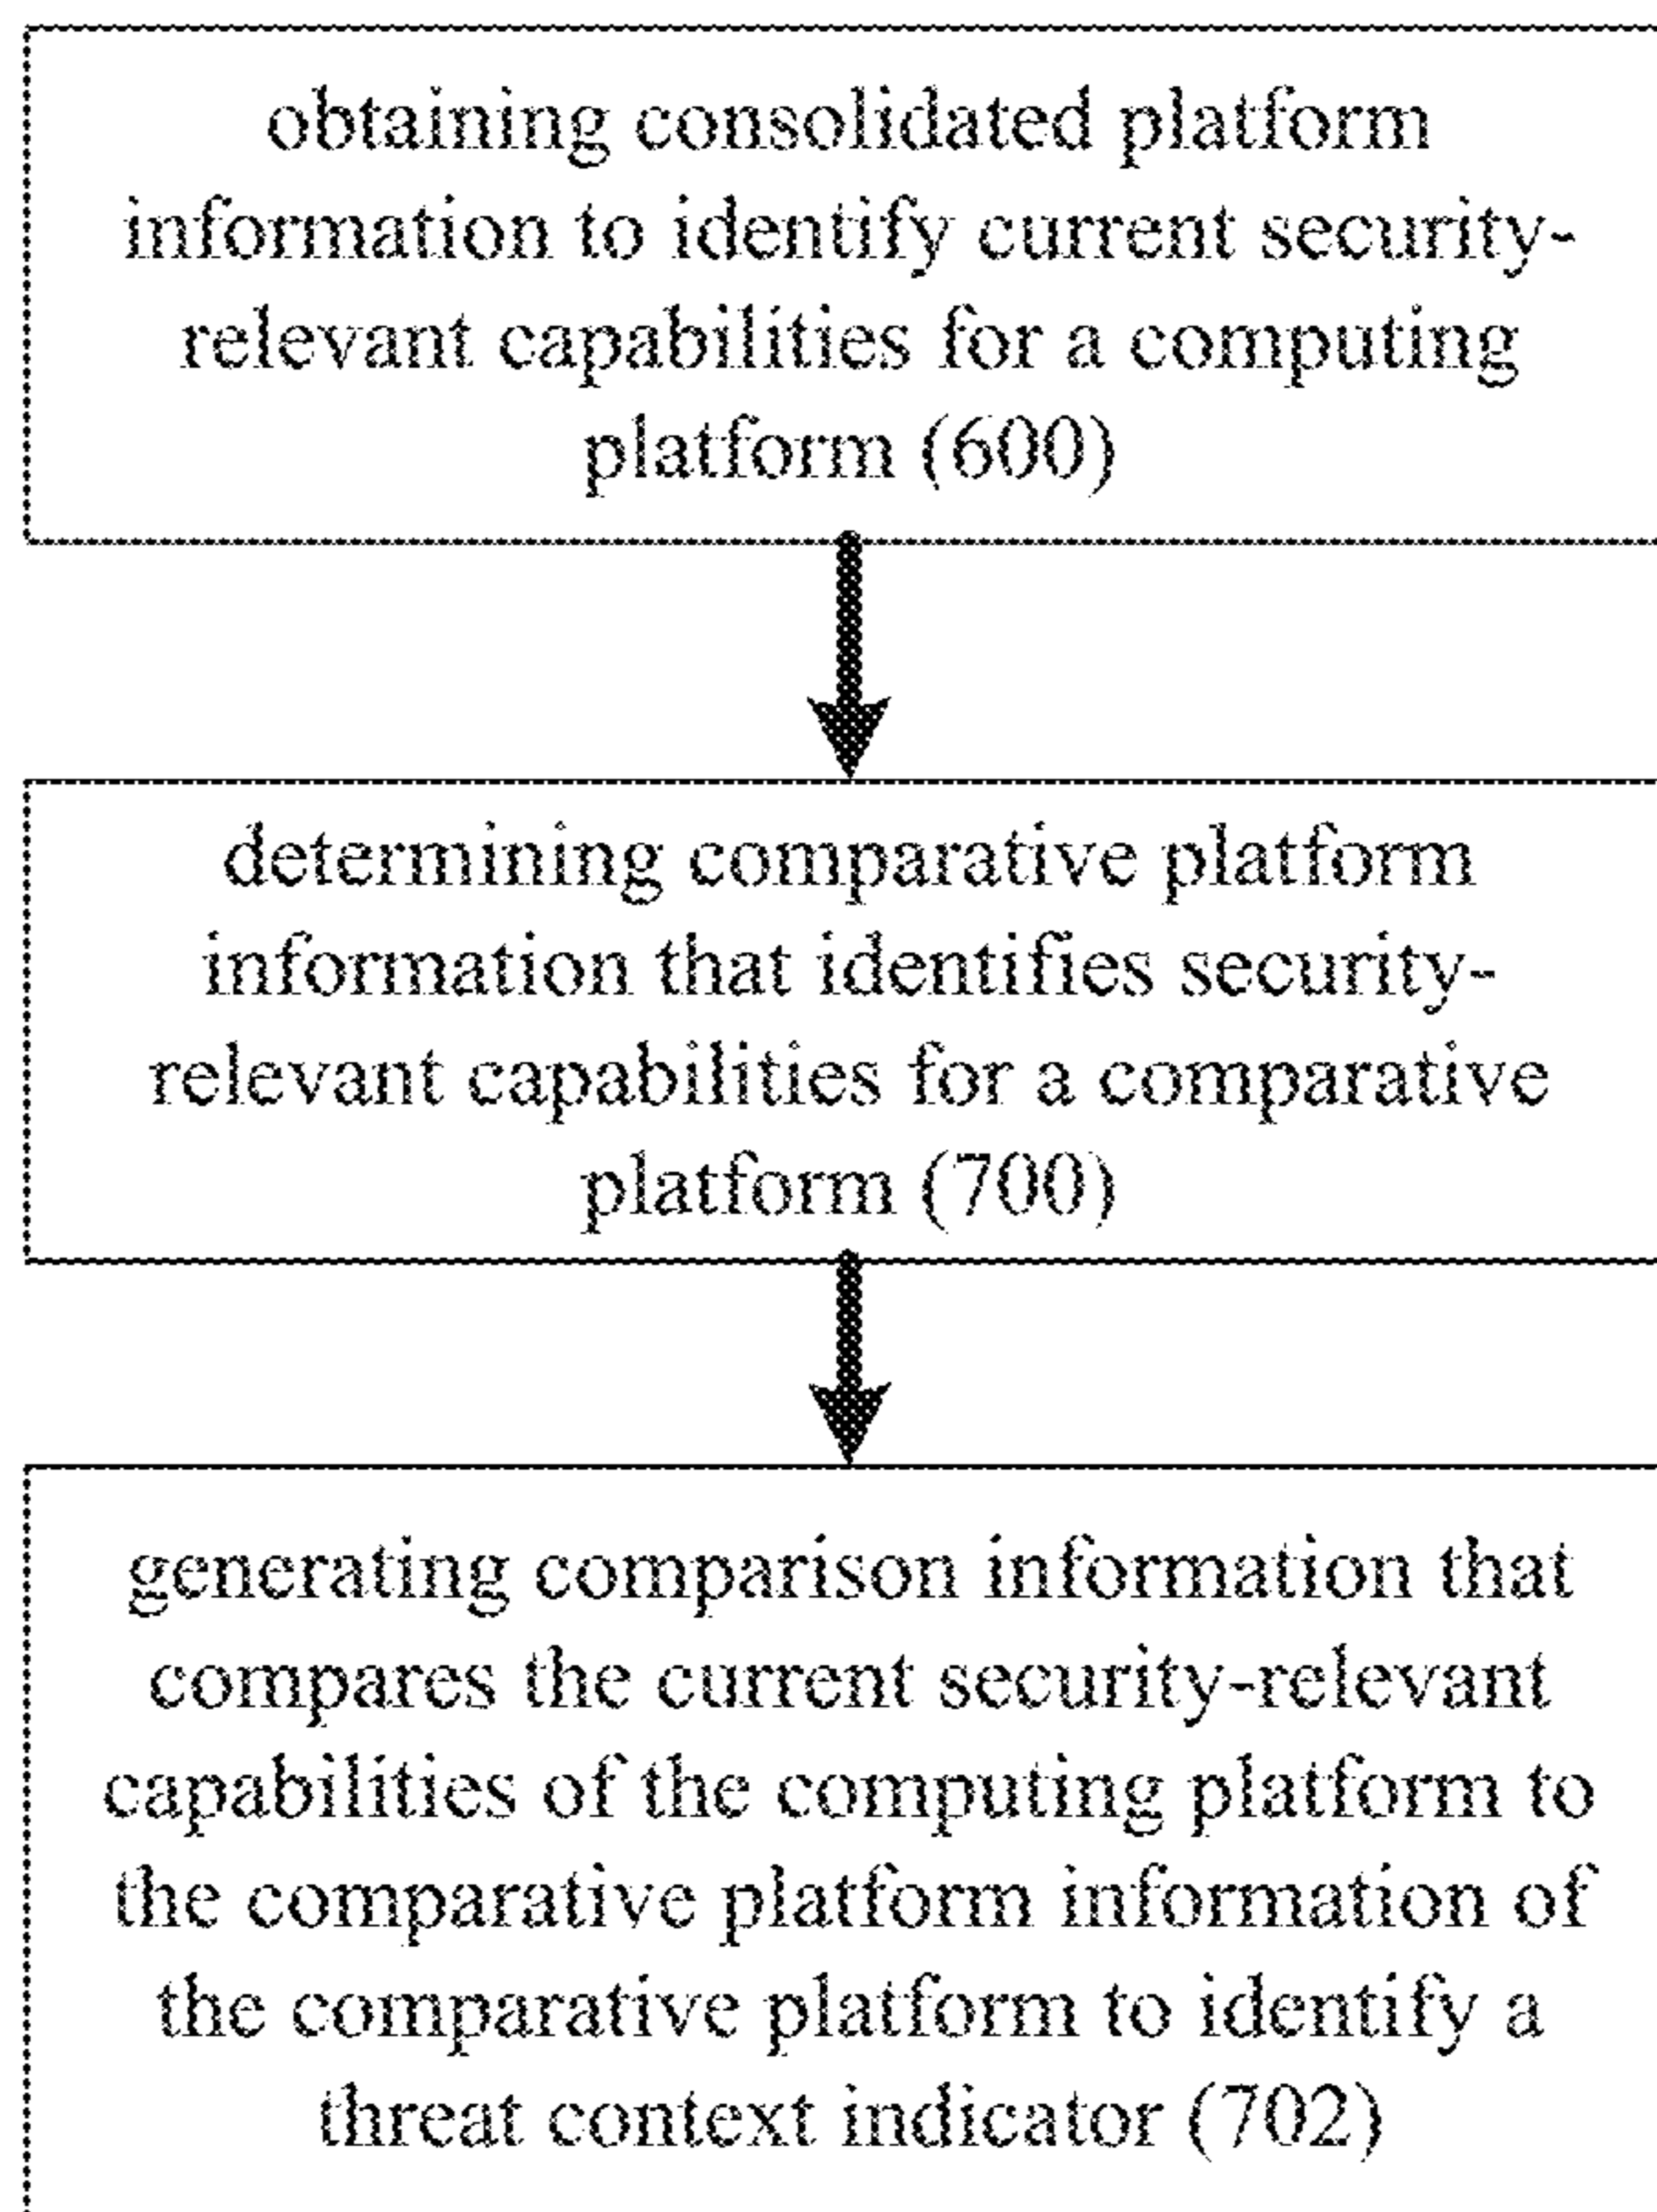 obtaining consolidated platform
information to identify current security-
relevant capabilities for a computing
platform (600)
determining comparative platform
information that identifies security-
relevant capabilities for a comparative
platform (700)
generating comparison information that
compares the current security-relevant
capabilities of the computing platform to
the comparative platform information of
the comparative platform to identify a
threat context indicator (702)